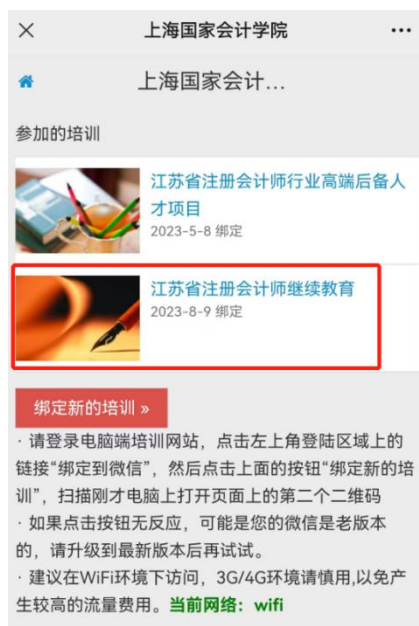 上海国家会计学院
上海国家会计...
参加的培训
江苏省注册会计师行业高端后备人
才项目
2023-5-8 绑定
江苏省注册会计师继续教育
2023-8-9 绑定
绑定新的培训 »
· 请登录电脑端培训网站，点击左上角登陆区域上的
链接“绑定到微信”，然后点击上面的按钮“绑定新的培
训”，扫描刚才电脑上打开页面上的第二个二维码
· 如果点击按钮无反应，可能是您的微信是老版本
的，请升级到最新版本后再试试。
· 建议在WiFi环境下访问，3G/4G环境请慎用,以免产
生较高的流量费用。当前网络：wifi